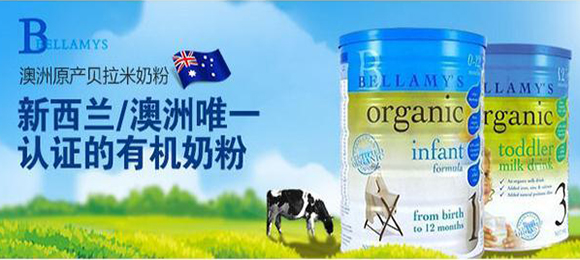 BELLAMYS
澳洲原产贝拉米奶粉
新西兰/澳洲唯一
认证的有机奶粉
BELLAMY'S
organic
infant
formula
from birth
to 12 months
1
organic
toddler
milk drink
3